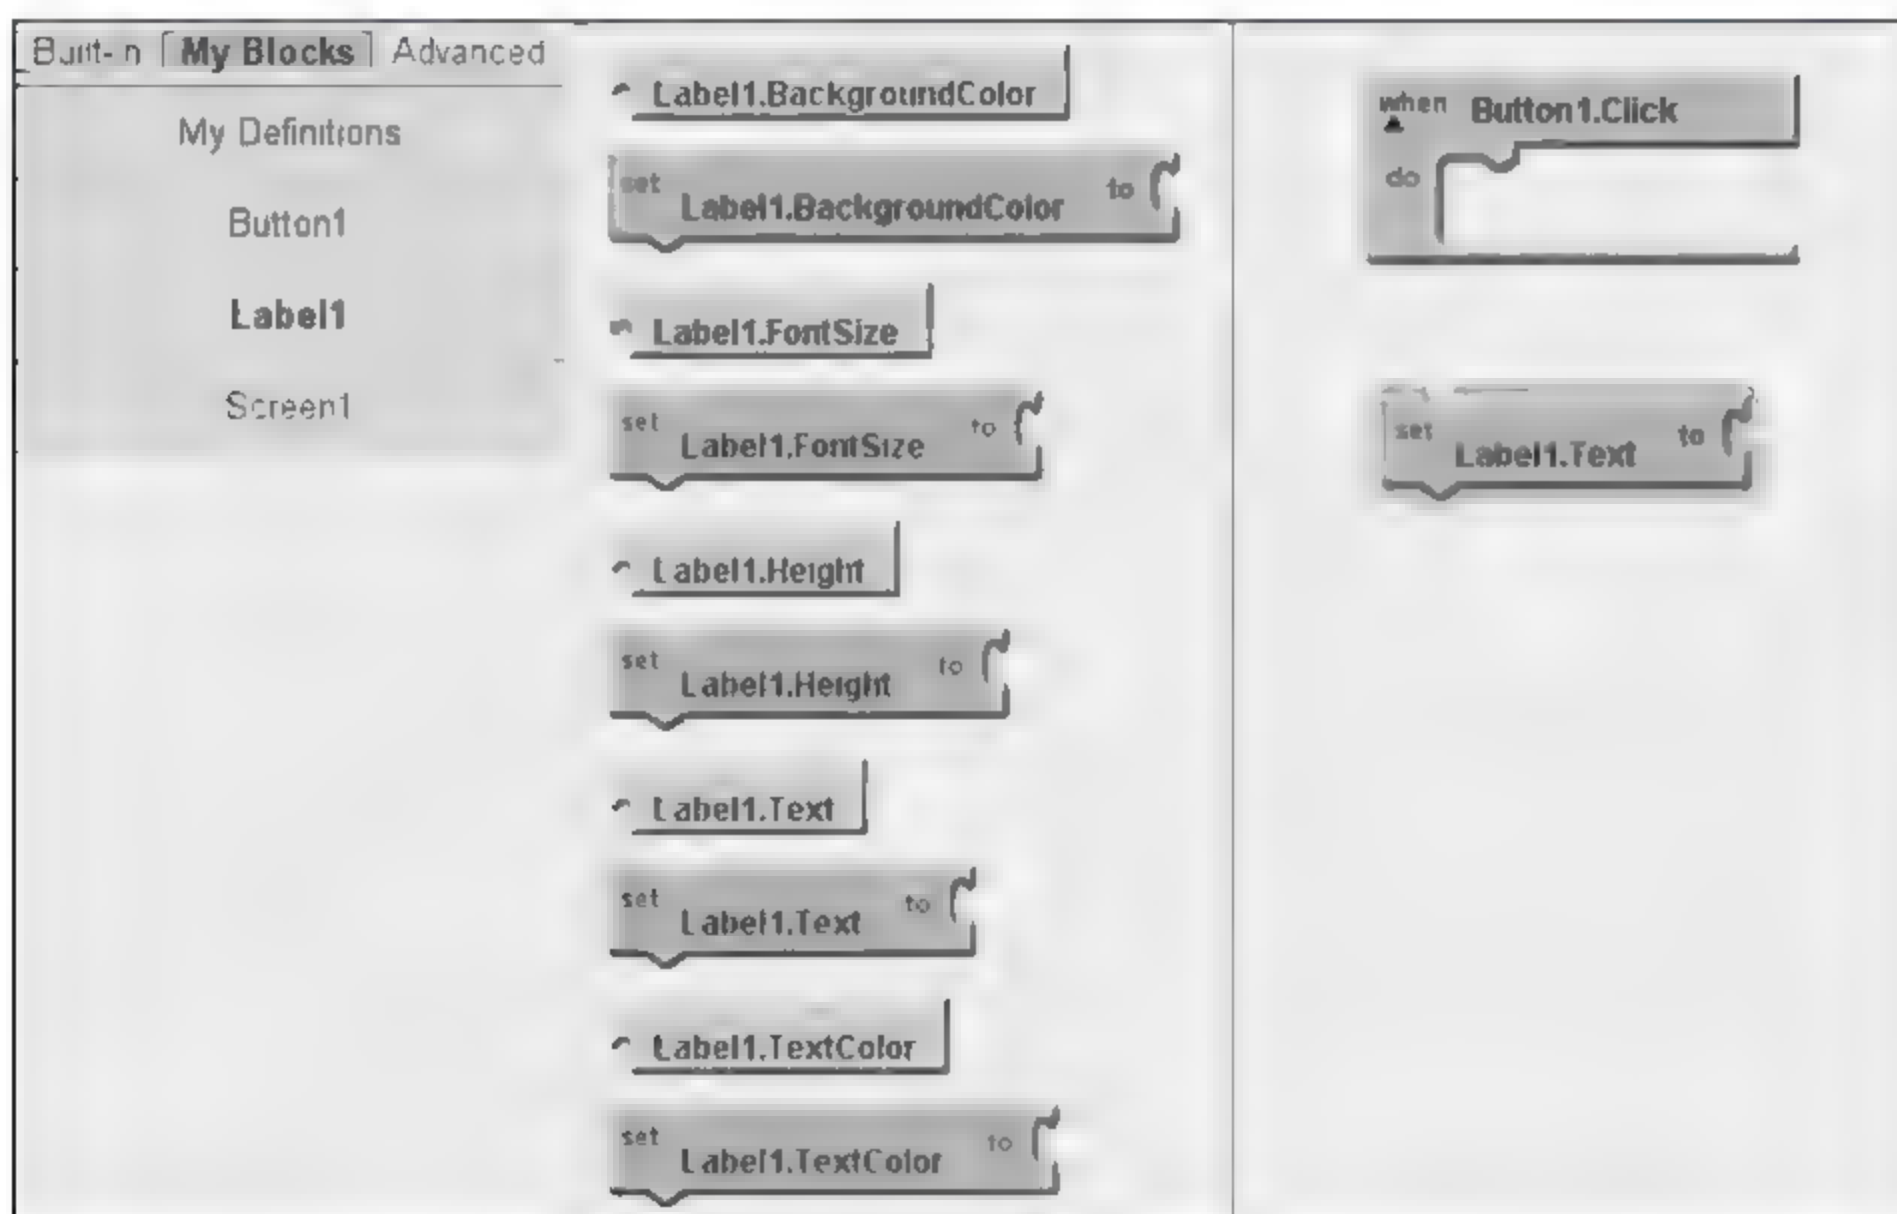 Built-in My Blocks Advanced
My Definitions
Button1
Label1
Screen1
Label1.BackgroundColor
set Label1.BackgroundColor to
Label1.FontSize
set Label1.FontSize to
Label1.Height
set Label1.Height to
Label1.Text
set Label1.Text to
Label1.TextColor
set Label1.TextColor to
when Button1.Click
do
set Label1.Text to